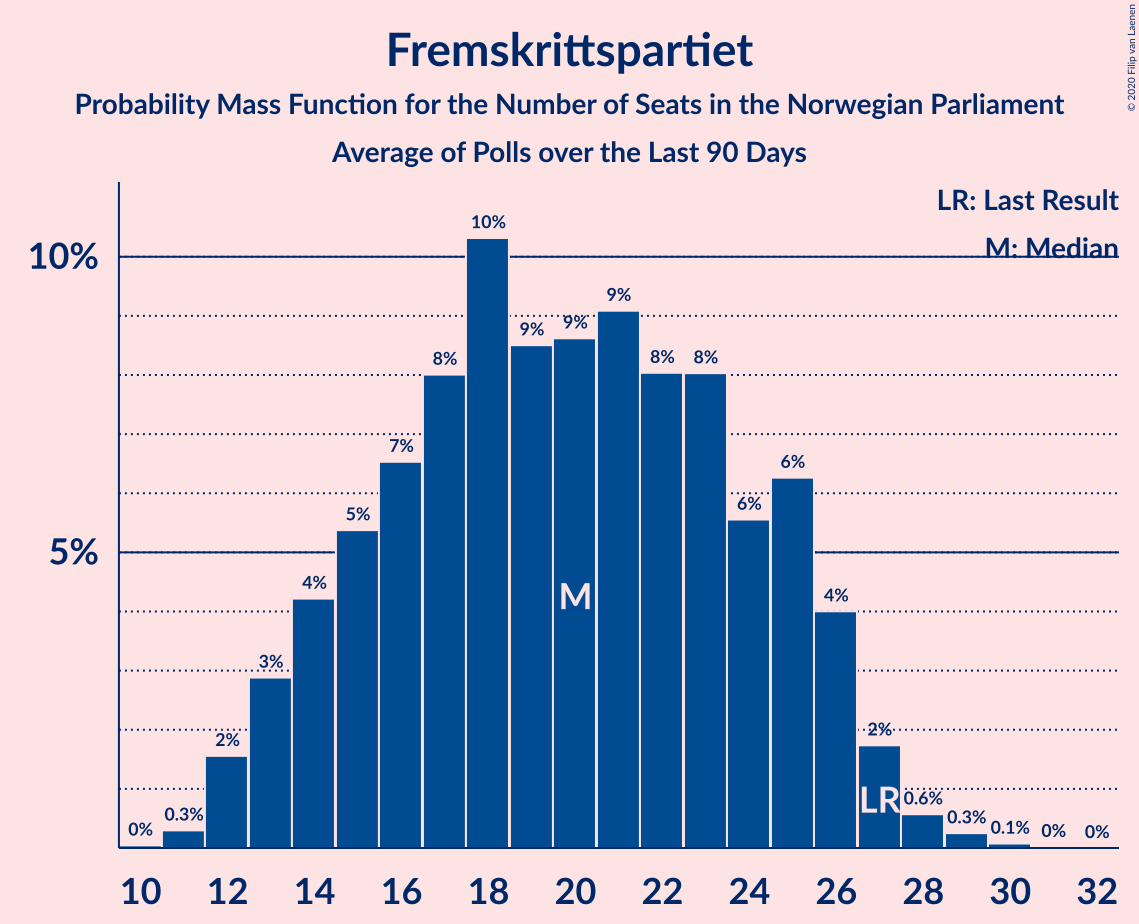 Fremskrittspartiet
Probability Mass Function for the Number of Seats in the Norwegian Parliament
Average of Polls over the Last 90 Days
© 2020 Filip van Laenen
LR: Last Result
M: Median
10%
5%
0%
0.3%
2%
3%
4%
5%
7%
8%
10%
9%
9%
9%
8%
8%
6%
6%
4%
2%
0.6%
0.3%
0.1%
0%
0%
M
LR
10 12 14 16 18 20 22 24 26 28 30 32